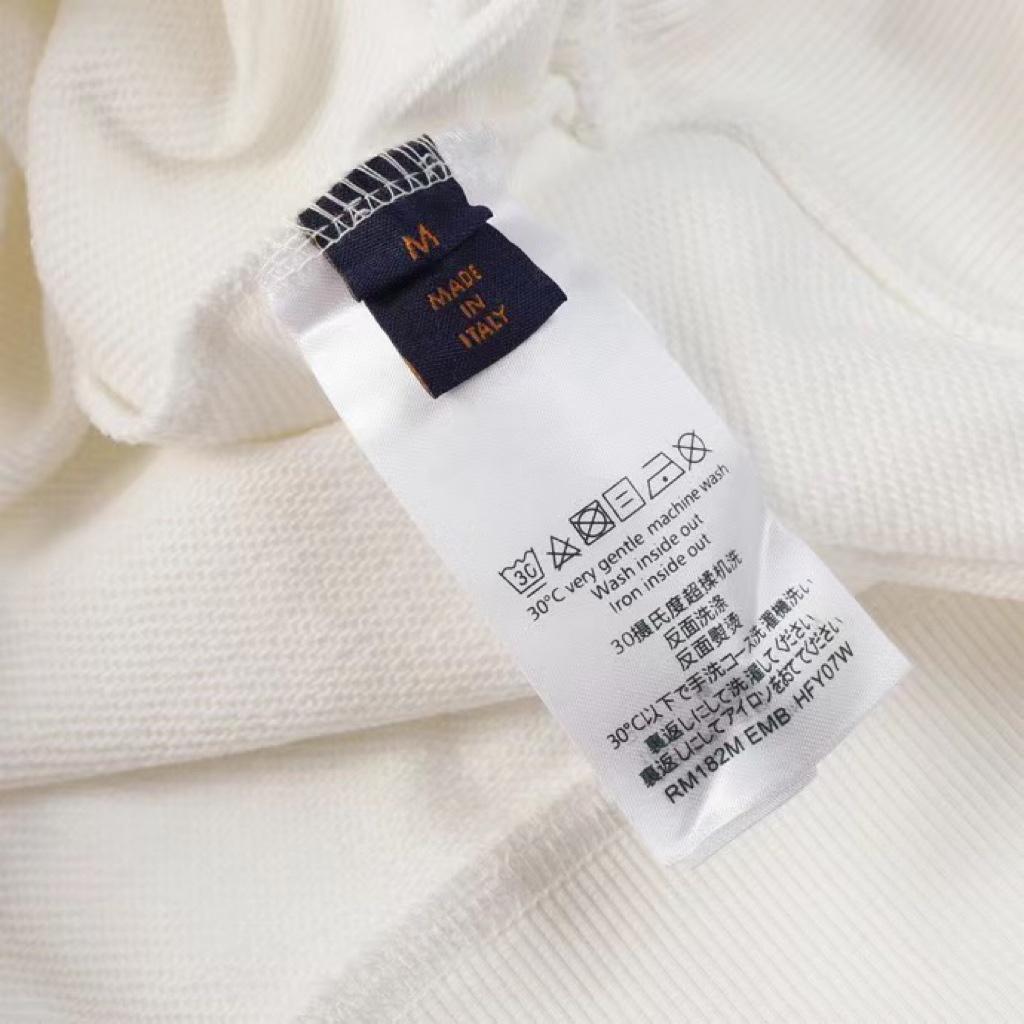 M
MADE
IN
ITALY
30
30°C very gentle machine wash
Wash inside out
Iron inside out
30摄氏度超揉机洗
反面洗涤
反面熨烫
30℃以下で手洗コース洗濯機洗い
裏返しにして洗濯してください
裏返しにしてアイロンをおてでください
RM182M EMB HFY07W